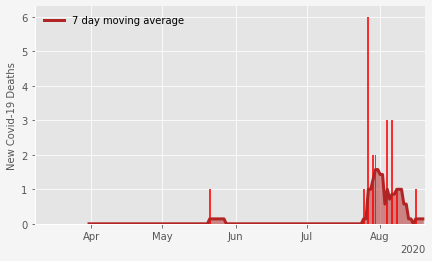 7 day moving average
New Covid-19 Deaths
6
5
4
3
2
1
0
Apr
May
Jun
Jul
Aug
2020